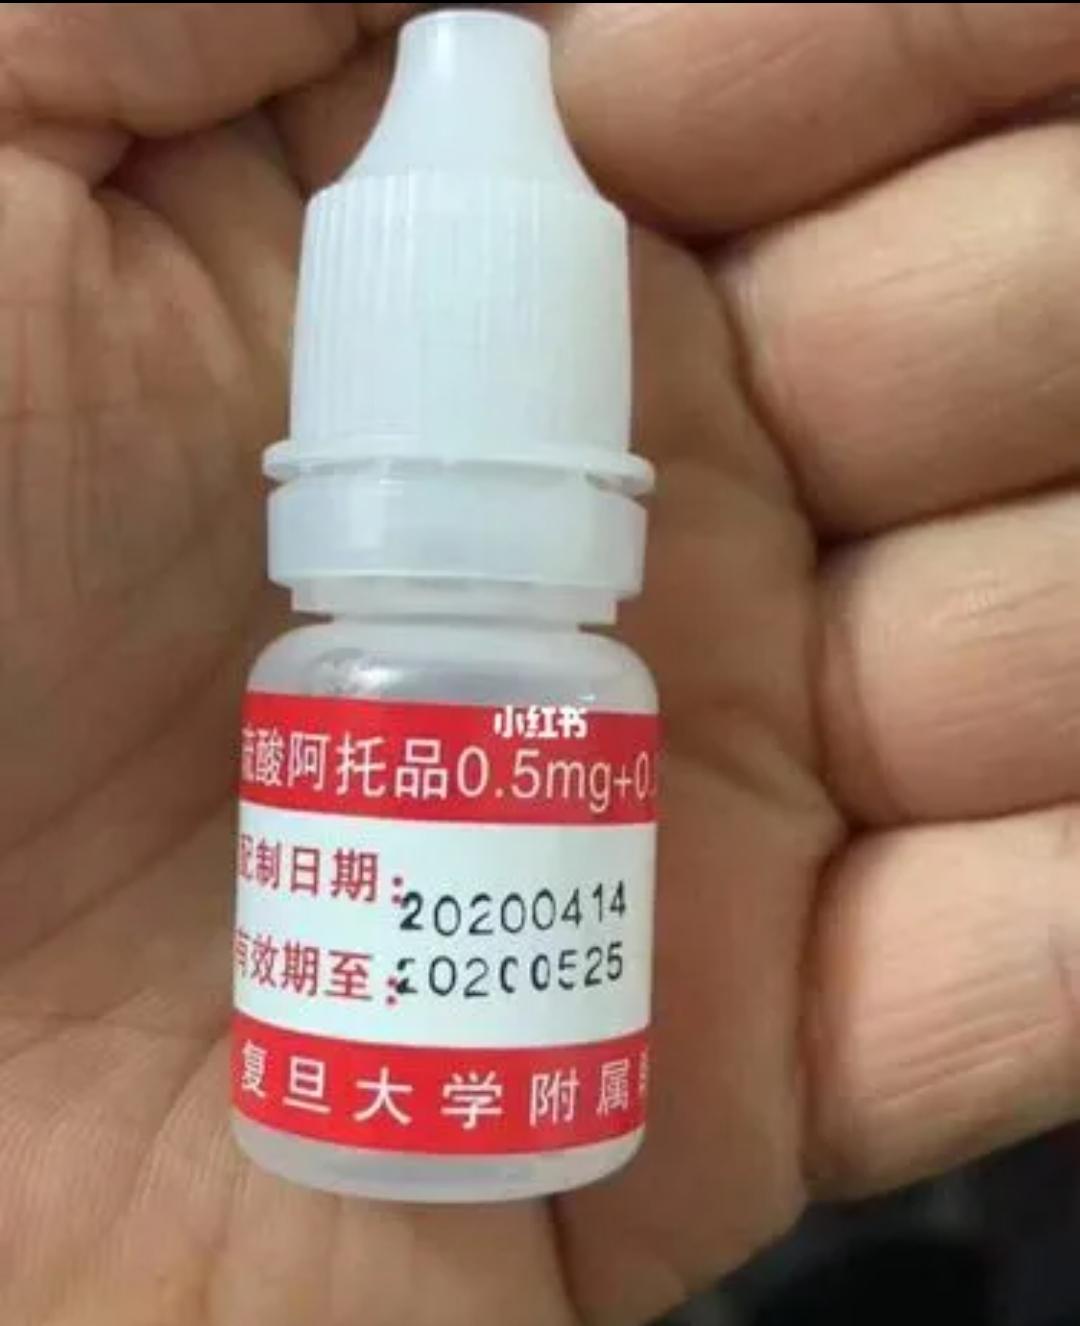 小红书
硫酸阿托品0.5mg+0.
配制日期:20200414
有效期至:20200525
复旦大学附属